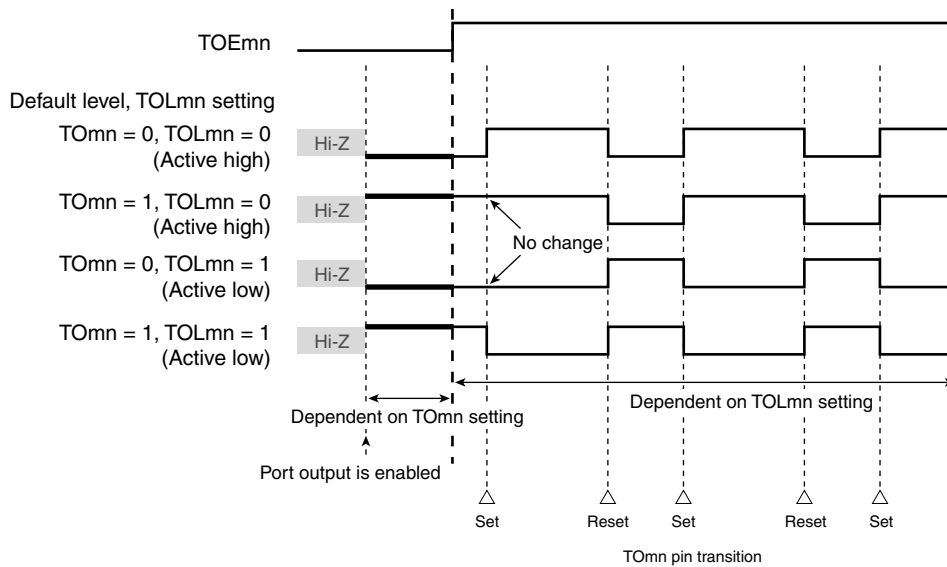 TOEmn
Default level, TOLmn setting
TOmn = 0, TOLmn = 0
(Active high)
Hi-Z
TOmn = 1, TOLmn = 0
(Active high)
Hi-Z
No change
TOmn = 0, TOLmn = 1
(Active low)
Hi-Z
TOmn = 1, TOLmn = 1
(Active low)
Hi-Z
Dependent on TOmn setting
Dependent on TOLmn setting
Port output is enabled
Set
Reset
Set
Reset
Set
TOmn pin transition